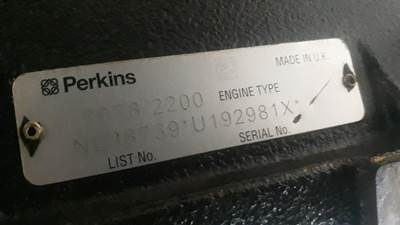 Perkins
MADE IN U.K.
2200 ENGINE TYPE
*U192981X*
LIST No. SERIAL No.